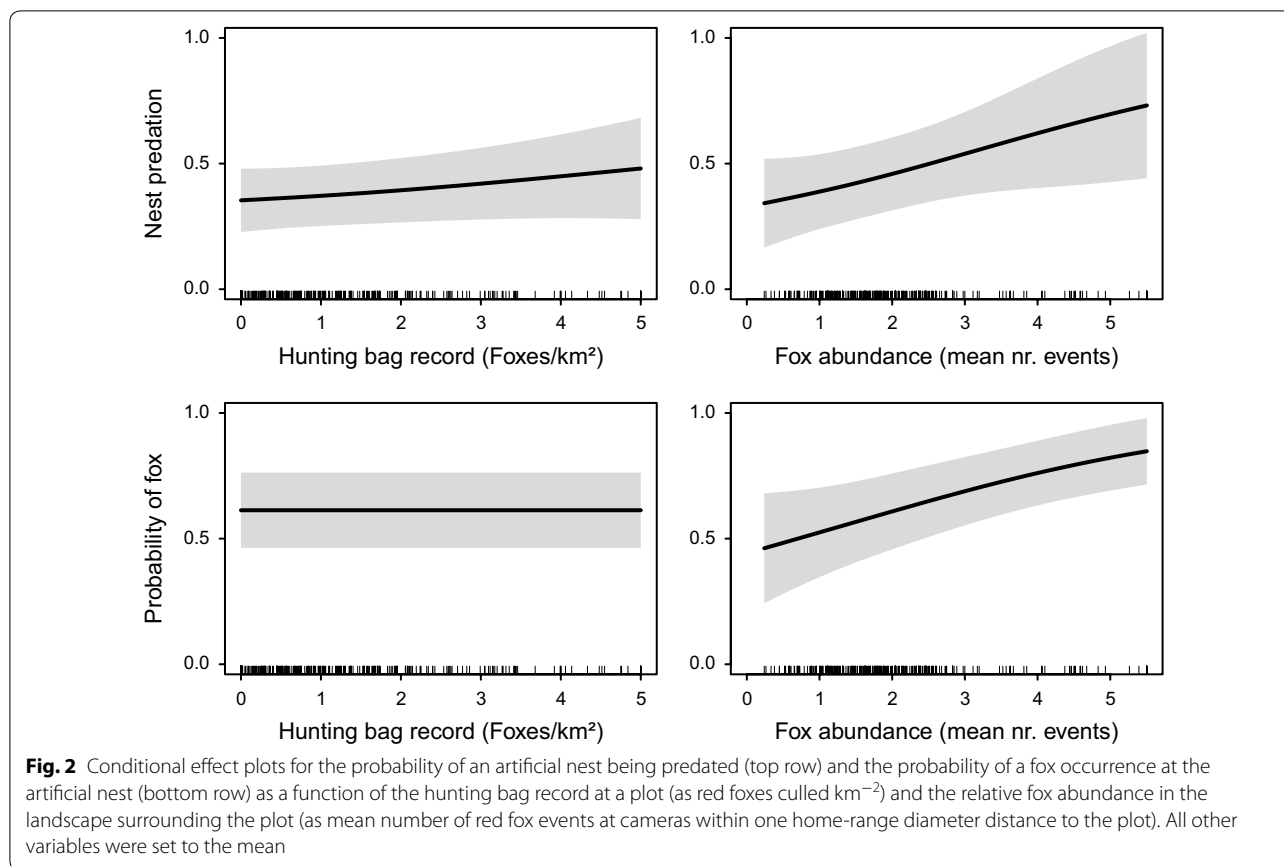 1.0
0.5
0.0
Nest predation
0 1 2 3 4 5
Hunting bag record (Foxes/km²)
1.0
0.5
0.0
0 1 2 3 4 5
Fox abundance (mean nr. events)
1.0
0.5
0.0
Probability of fox
0 1 2 3 4 5
Hunting bag record (Foxes/km²)
1.0
0.5
0.0
0 1 2 3 4 5
Fox abundance (mean nr. events)
Fig. 2 Conditional effect plots for the probability of an artificial nest being predated (top row) and the probability of a fox occurrence at the
artificial nest (bottom row) as a function of the hunting bag record at a plot (as red foxes culled km⁻²) and the relative fox abundance in the
landscape surrounding the plot (as mean number of red fox events at cameras within one home-range diameter distance to the plot). All other
variables were set to the mean